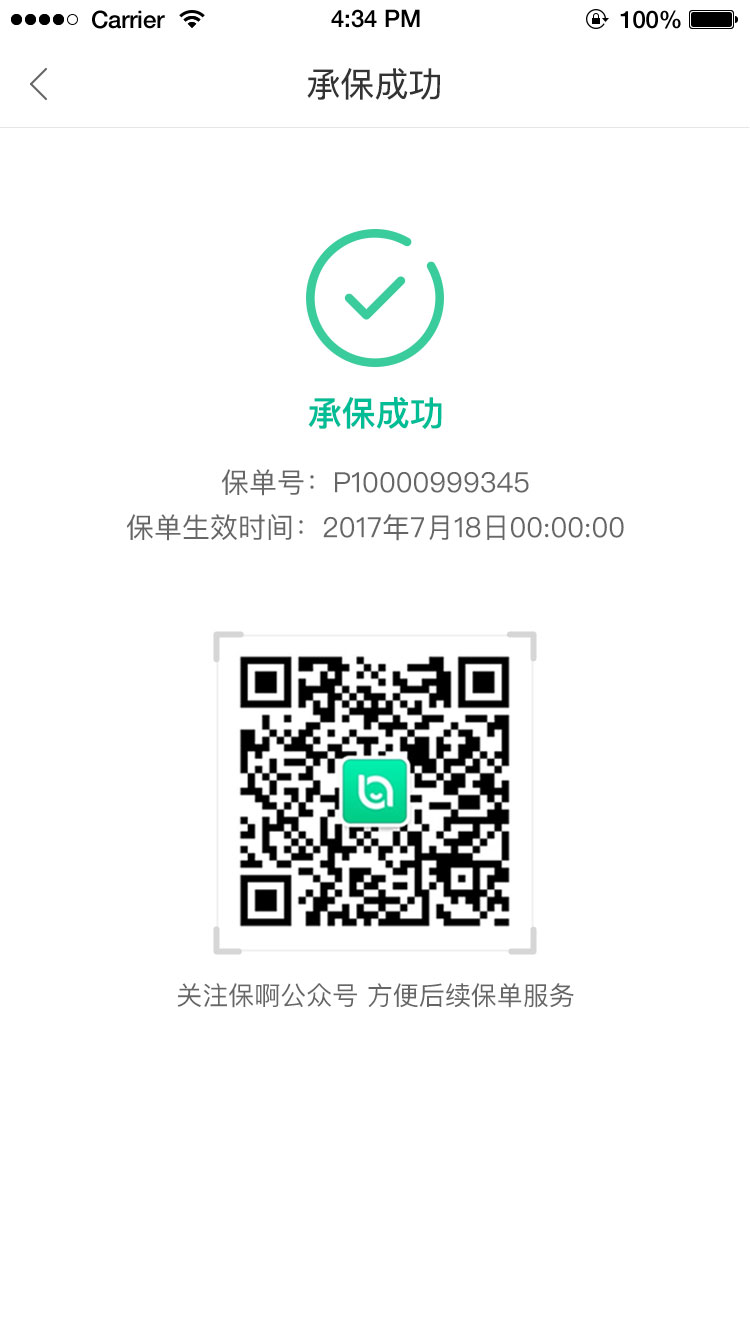 Carrier 4:34 PM 100%
承保成功
承保成功
保单号：P10000999345
保单生效时间：2017年7月18日00:00:00
关注保啊公众号 方便后续保单服务